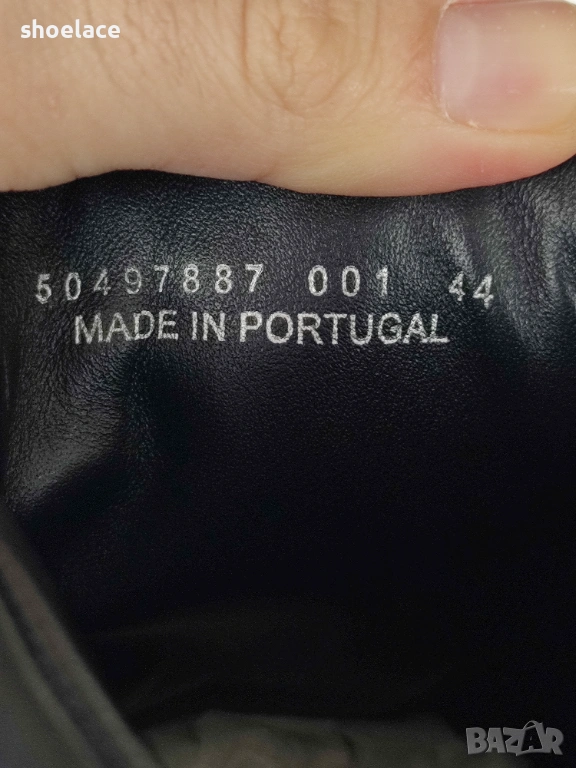 shoelace
50497887 001 44
MADE IN PORTUGAL
BAZAR